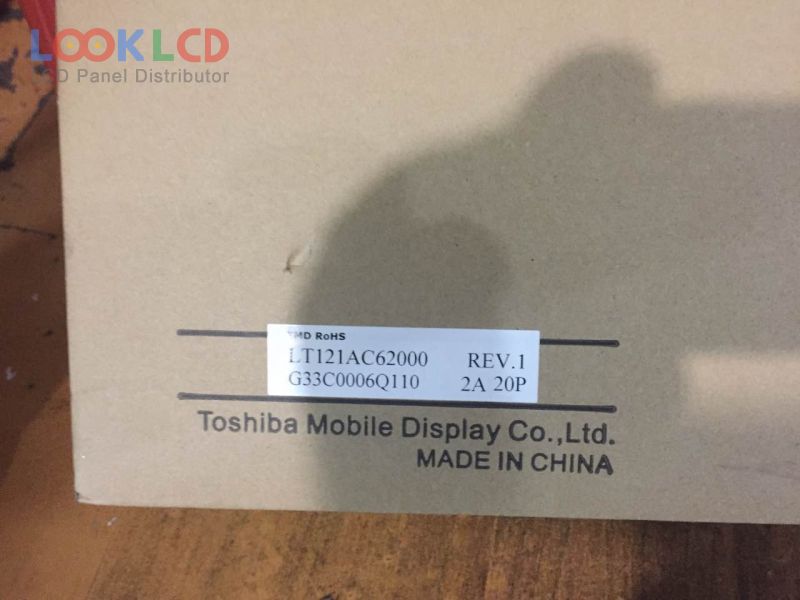 LOOKLCD
LCD Panel Distributor
TMD RoHS
LT121AC62000 REV.1
G33C0006Q110 2A 20P
Toshiba Mobile Display Co.,Ltd.
MADE IN CHINA